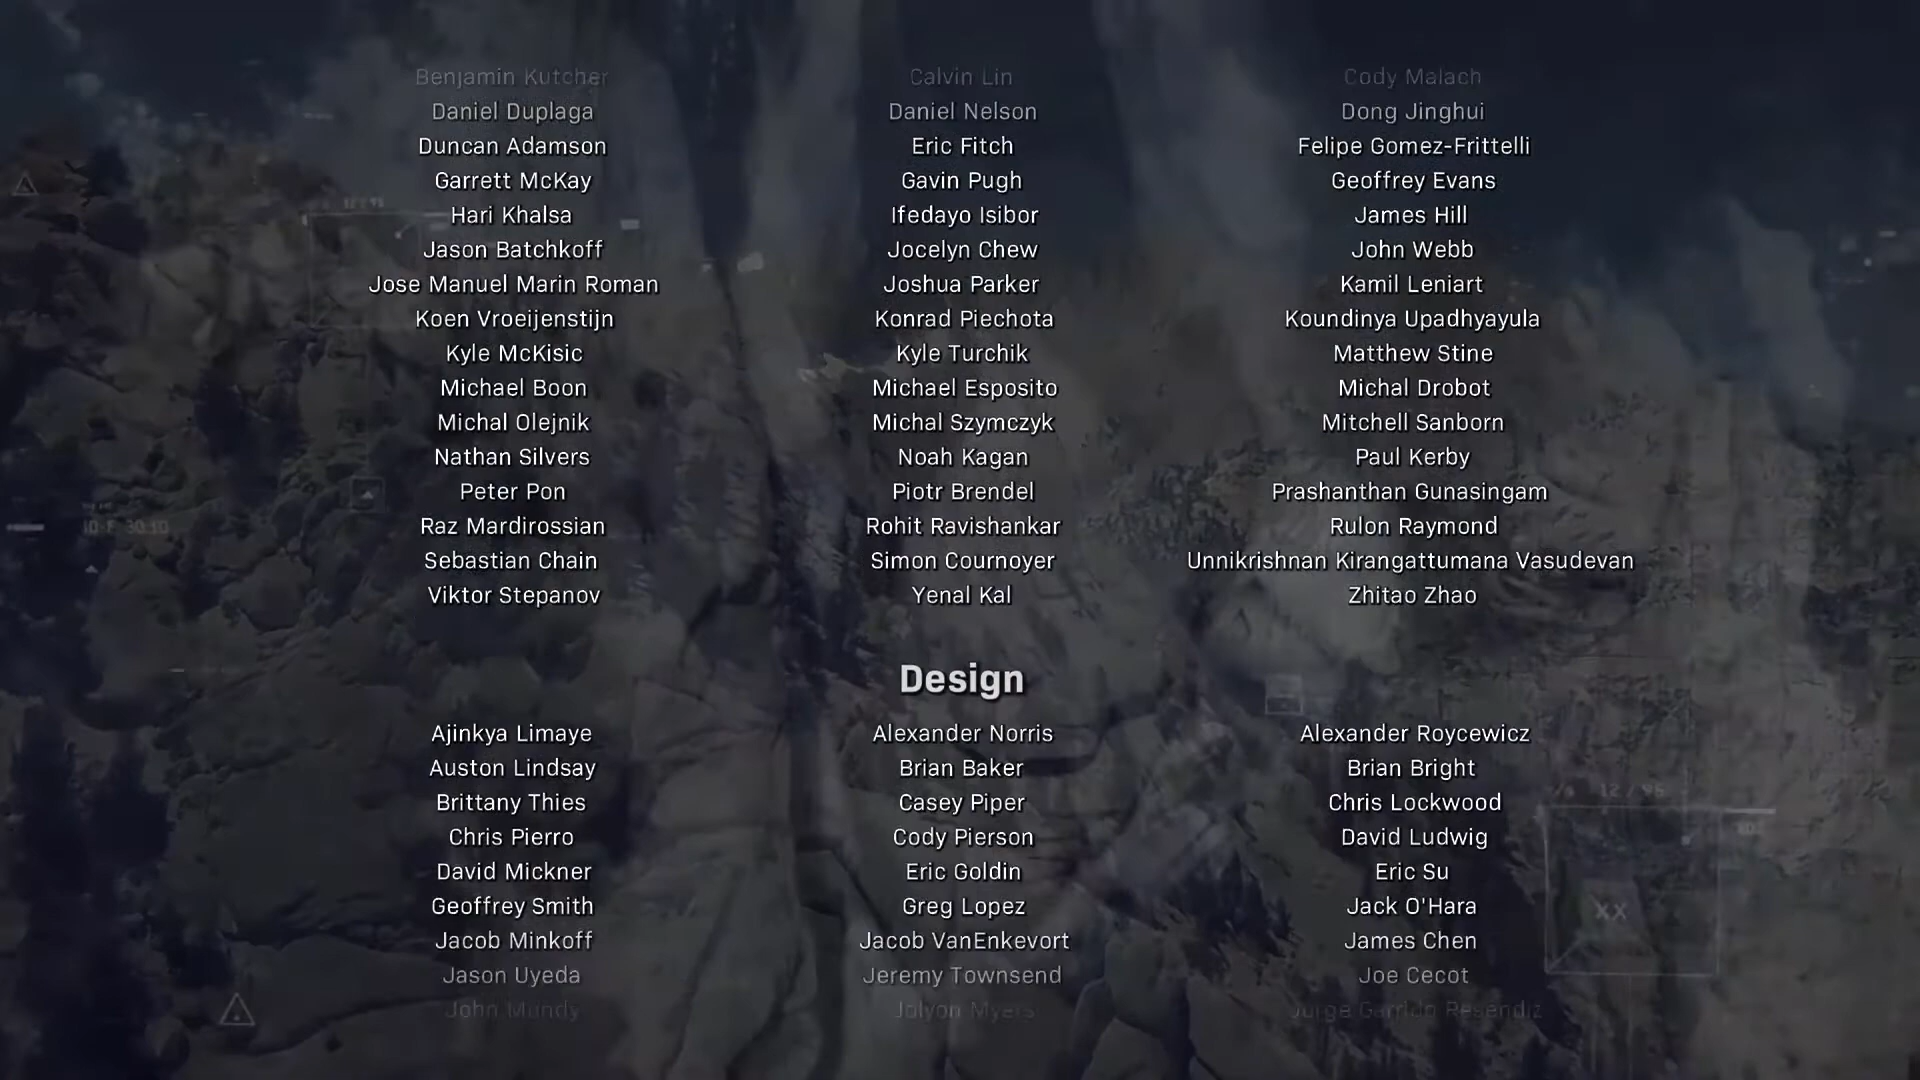 Benjamin Kutcher Calvin Lin Cody Malach
Daniel Duplaga Daniel Nelson Dong Jinghui
Duncan Adamson Eric Fitch Felipe Gomez-Frittelli
Garrett McKay Gavin Pugh Geoffrey Evans
Hari Khalsa Ifedayo Isibor James Hill
Jason Batchkoff Jocelyn Chew John Webb
Jose Manuel Marin Roman Joshua Parker Kamil Leniart
Koen Vroeijenstijn Konrad Piechota Koundinya Upadhyayula
Kyle McKisic Kyle Turchik Matthew Stine
Michael Boon Michael Esposito Michal Drobot
Michal Olejnik Michal Szymczyk Mitchell Sanborn
Nathan Silvers Noah Kagan Paul Kerby
Peter Pon Piotr Brendel Prashanthan Gunasingam
Raz Mardirossian Rohit Ravishankar Rulon Raymond
Sebastian Chain Simon Cournoyer Unnikrishnan Kirangattumana Vasudevan
Viktor Stepanov Yenal Kal Zhitao Zhao
Design
Ajinkya Limaye Alexander Norris Alexander Roycewicz
Auston Lindsay Brian Baker Brian Bright
Brittany Thies Casey Piper Chris Lockwood
Chris Pierro Cody Pierson David Ludwig
David Mickner Eric Goldin Eric Su
Geoffrey Smith Greg Lopez Jack O'Hara
Jacob Minkoff Jacob VanEnkevort James Chen
Jason Uyeda Jeremy Townsend Joe Cecot
John Mundy Jolyon Myers Jorge Garrido Resendiz
12 / 95
XX